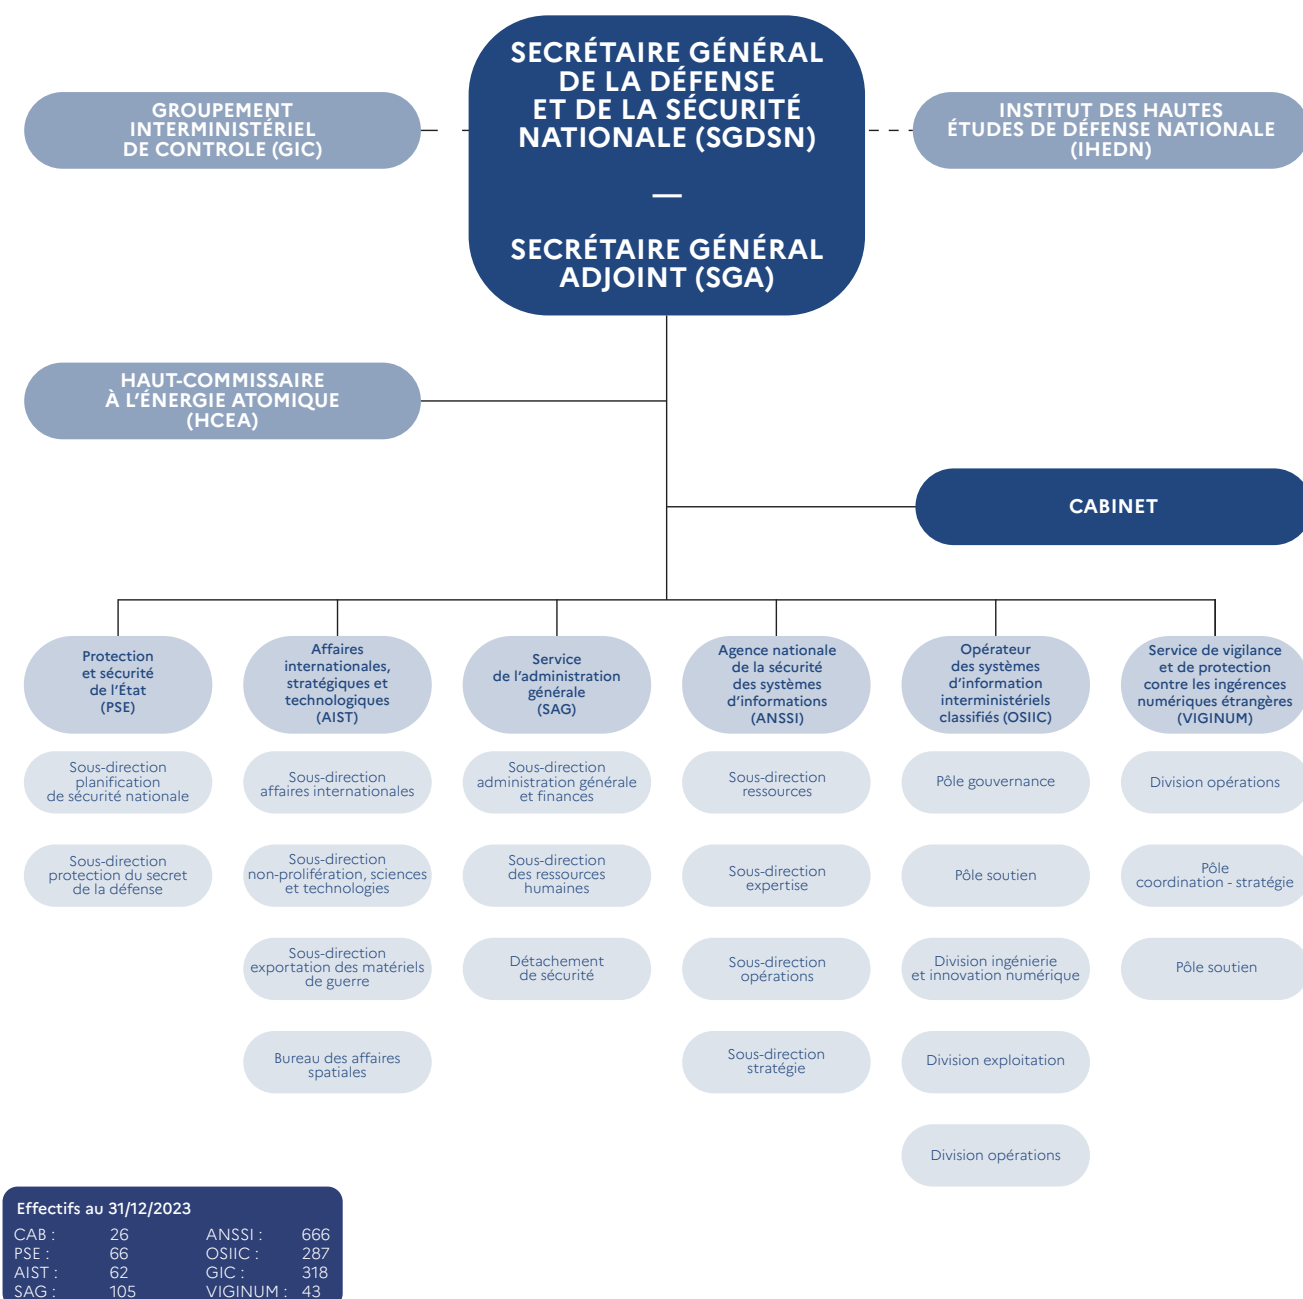 SECRÉTAIRE GÉNÉRAL
DE LA DÉFENSE
ET DE LA SÉCURITÉ
NATIONALE (SGDSN)
—
SECRÉTAIRE GÉNÉRAL
ADJOINT (SGA)
GROUPEMENT
INTERMINISTÉRIEL
DE CONTROLE (GIC)
INSTITUT DES HAUTES
ÉTUDES DE DÉFENSE NATIONALE
(IHEDN)
HAUT-COMMISSAIRE
À L'ÉNERGIE ATOMIQUE
(HCEA)
CABINET
Protection
et sécurité
de l'État
(PSE)
Sous-direction
planification
de sécurité nationale
Sous-direction
protection du secret
de la défense
Affaires
internationales,
stratégiques et
technologiques
(AIST)
Sous-direction
affaires internationales
Sous-direction
non-prolifération, sciences
et technologies
Sous-direction
exportation des matériels
de guerre
Bureau des affaires
spatiales
Service
de l'administration
générale
(SAG)
Sous-direction
administration générale
et finances
Sous-direction
des ressources
humaines
Détachement
de sécurité
Agence nationale
de la sécurité
des systèmes
d'informations
(ANSSI)
Sous-direction
ressources
Sous-direction
expertise
Sous-direction
opérations
Sous-direction
stratégie
Opérateur
des systèmes
d'information
interministériels
classifiés (OSIIC)
Pôle gouvernance
Pôle soutien
Division ingénierie
et innovation numérique
Division exploitation
Division opérations
Service de vigilance
et de protection
contre les ingérences
numériques étrangères
(VIGINUM)
Division opérations
Pôle
coordination - stratégie
Pôle soutien
Effectifs au 31/12/2023
CAB : 26 ANSSI : 666
PSE : 66 OSIIC : 287
AIST : 62 GIC : 318
SAG : 105 VIGINUM : 43